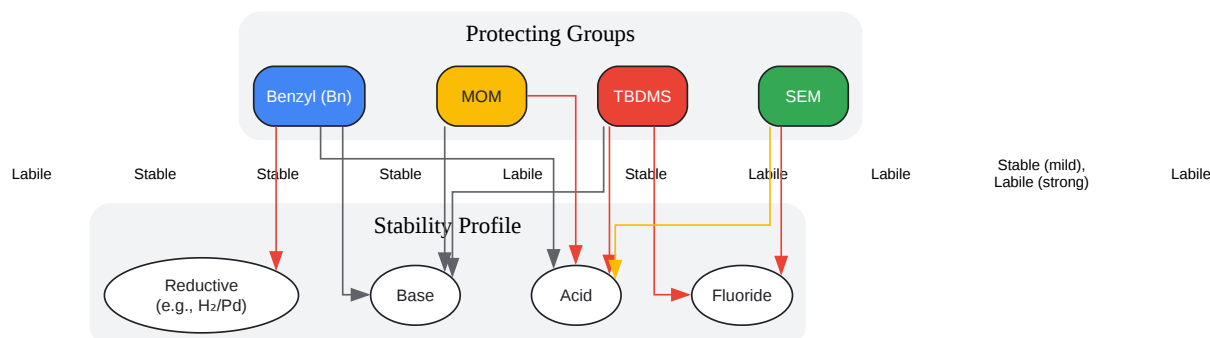 Protecting Groups
Benzyl (Bn)
MOM
TBDMS
SEM
Labile
Stable
Stable
Stable
Labile
Stable
Labile
Labile
Stable (mild),
Labile (strong)
Labile
Stability Profile
Reductive
(e.g., H₂/Pd)
Base
Acid
Fluoride